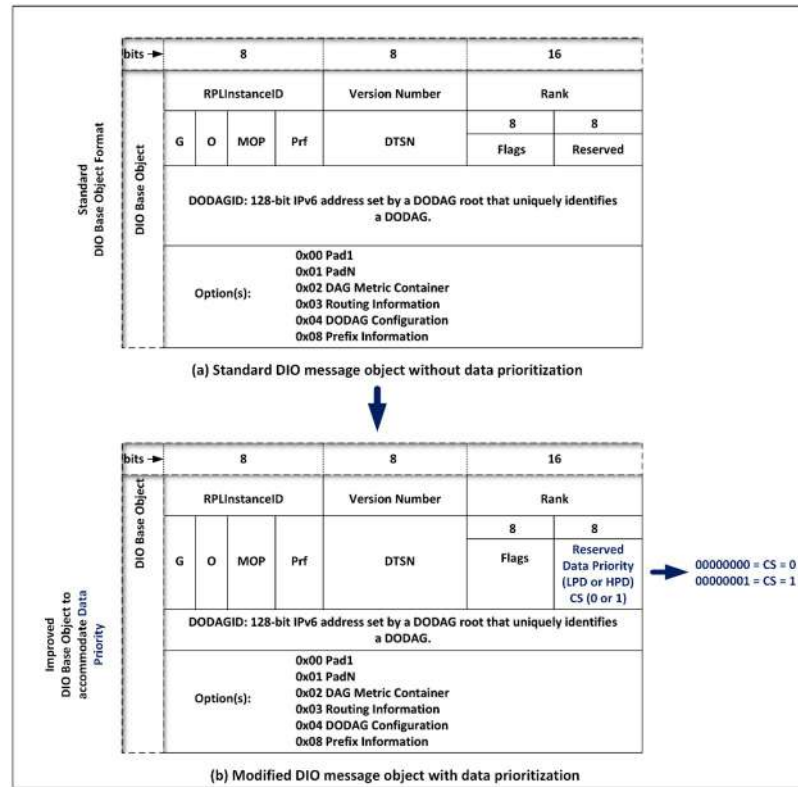 bits → 8 8 16
Standard
DIO Base Object Format
DIO Base Object
RPLInstanceID Version Number Rank
G O MOP Prf DTSN 8 8
Flags Reserved
DODAGID: 128-bit IPv6 address set by a DODAG root that uniquely identifies
a DODAG.
Option(s):
0x00 Pad1
0x01 PadN
0x02 DAG Metric Container
0x03 Routing Information
0x04 DODAG Configuration
0x08 Prefix Information
(a) Standard DIO message object without data prioritization
bits → 8 8 16
Improved
DIO Base Object to
accommodate Data
Priority
DIO Base Object
RPLInstanceID Version Number Rank
G O MOP Prf DTSN 8 8
Flags Reserved
Data Priority
(LPD or HPD)
CS (0 or 1)
00000000 = CS = 0
00000001 = CS = 1
DODAGID: 128-bit IPv6 address set by a DODAG root that uniquely identifies
a DODAG.
Option(s):
0x00 Pad1
0x01 PadN
0x02 DAG Metric Container
0x03 Routing Information
0x04 DODAG Configuration
0x08 Prefix Information
(b) Modified DIO message object with data prioritization